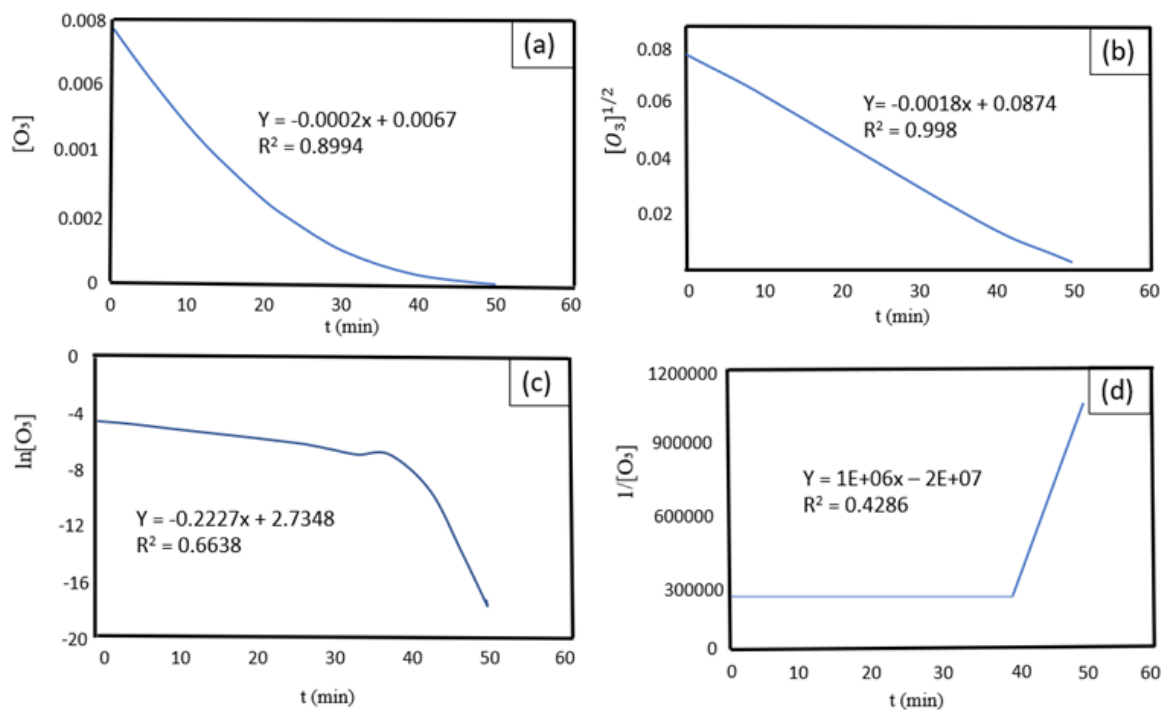 (a)
0.008
0.006
0.001
0.002
0
[O₃]
Y = -0.0002x + 0.0067
R² = 0.8994
0 10 20 30 40 50 60
t (min)
(b)
0.08
0.06
0.04
0.02
[O₃]^1/2
Y= -0.0018x + 0.0874
R² = 0.998
0 10 20 30 40 50 60
t (min)
(c)
0
-4
-8
-12
-16
-20
ln[O₃]
Y = -0.2227x + 2.7348
R² = 0.6638
0 10 20 30 40 50 60
t (min)
(d)
1200000
900000
600000
300000
0
1/[O₃]
Y = 1E+06x – 2E+07
R² = 0.4286
0 10 20 30 40 50 60
t (min)